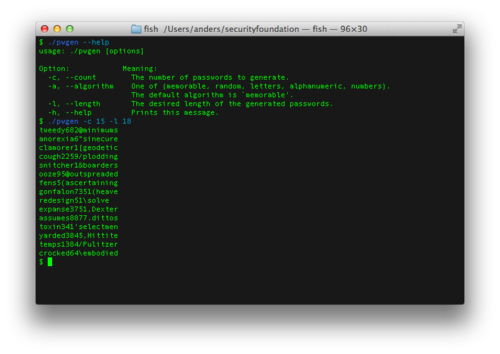 fish /Users/anders/securityfoundation — fish — 96×30
$ ./pwgen --help
usage: ./pwgen [options]
Option: Meaning:
-c, --count The number of passwords to generate.
-a, --algorithm One of (memorable, random, letters, alphanumeric, numbers).
The default algorithm is `memorable'.
-l, --length The desired length of the generated passwords.
-h, --help Prints this message.
$ ./pwgen -c 15 -l 18
tweedy682@minimums
anorexia6"sinecure
clamorer1|geodetic
cough2259/plodding
snitcher1&boarders
ooze95@outspreaded
fens5(ascertaining
gonfalon7351(heave
redesign51\solve
expanse3751.Dexter
assumes8877.dittos
toxin341'selectmen
yarded3045.Hittite
temps1304/Pulitzer
crocked64\embodied
$